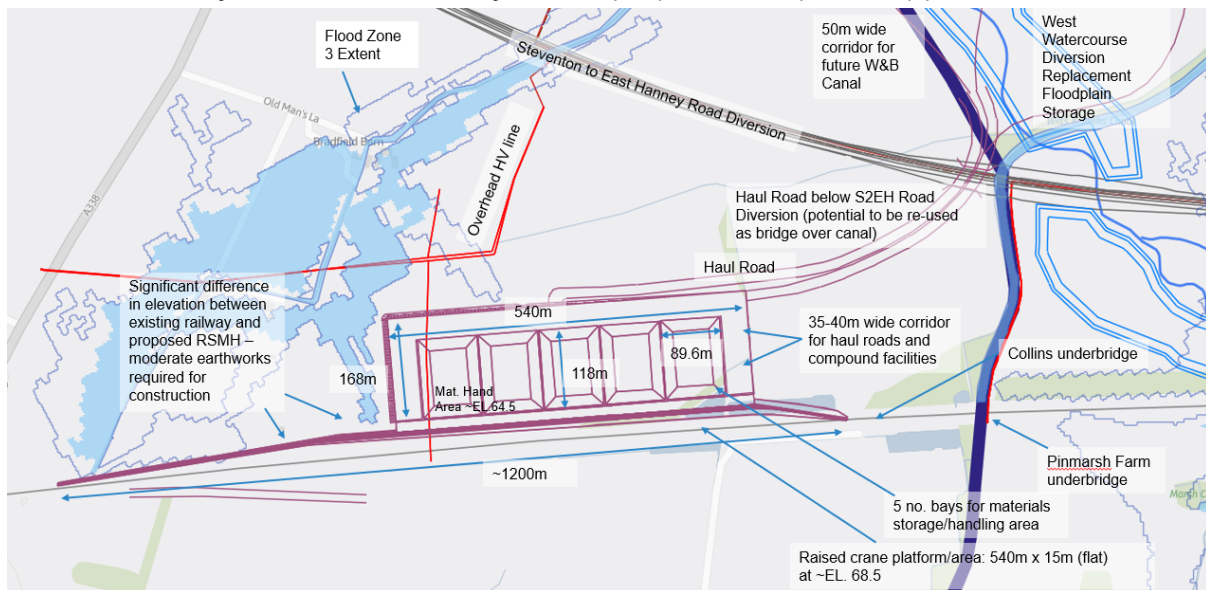 Flood Zone
3 Extent
Steventon to East Hanney Road Diversion
50m wide
corridor for
future W&B
Canal
West
Watercourse
Diversion
Replacement
Floodplain
Storage
Old Man's La
Bradfield Barn
A338
Overhead HV line
Haul Road below S2EH Road
Diversion (potential to be re-used
as bridge over canal)
Haul Road
Significant difference
in elevation between
existing railway and
proposed RSMH –
moderate earthworks
required for
construction
540m
35-40m wide corridor
for haul roads and
compound facilities
Collins underbridge
168m
118m
89.6m
Mat. Hand
Area ~EL.64.5
~1200m
Pinmarsh Farm
underbridge
5 no. bays for materials
storage/handling area
Raised crane platform/area: 540m x 15m (flat)
at ~EL. 68.5